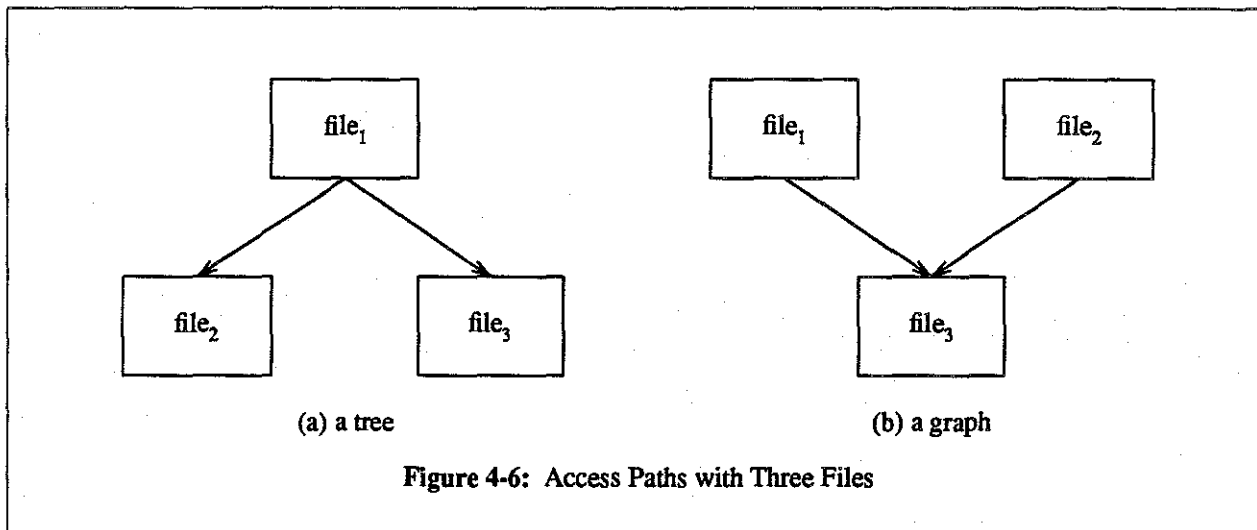 file₁
file₂
file₃
(a) a tree
file₁
file₂
file₃
(b) a graph
Figure 4-6: Access Paths with Three Files